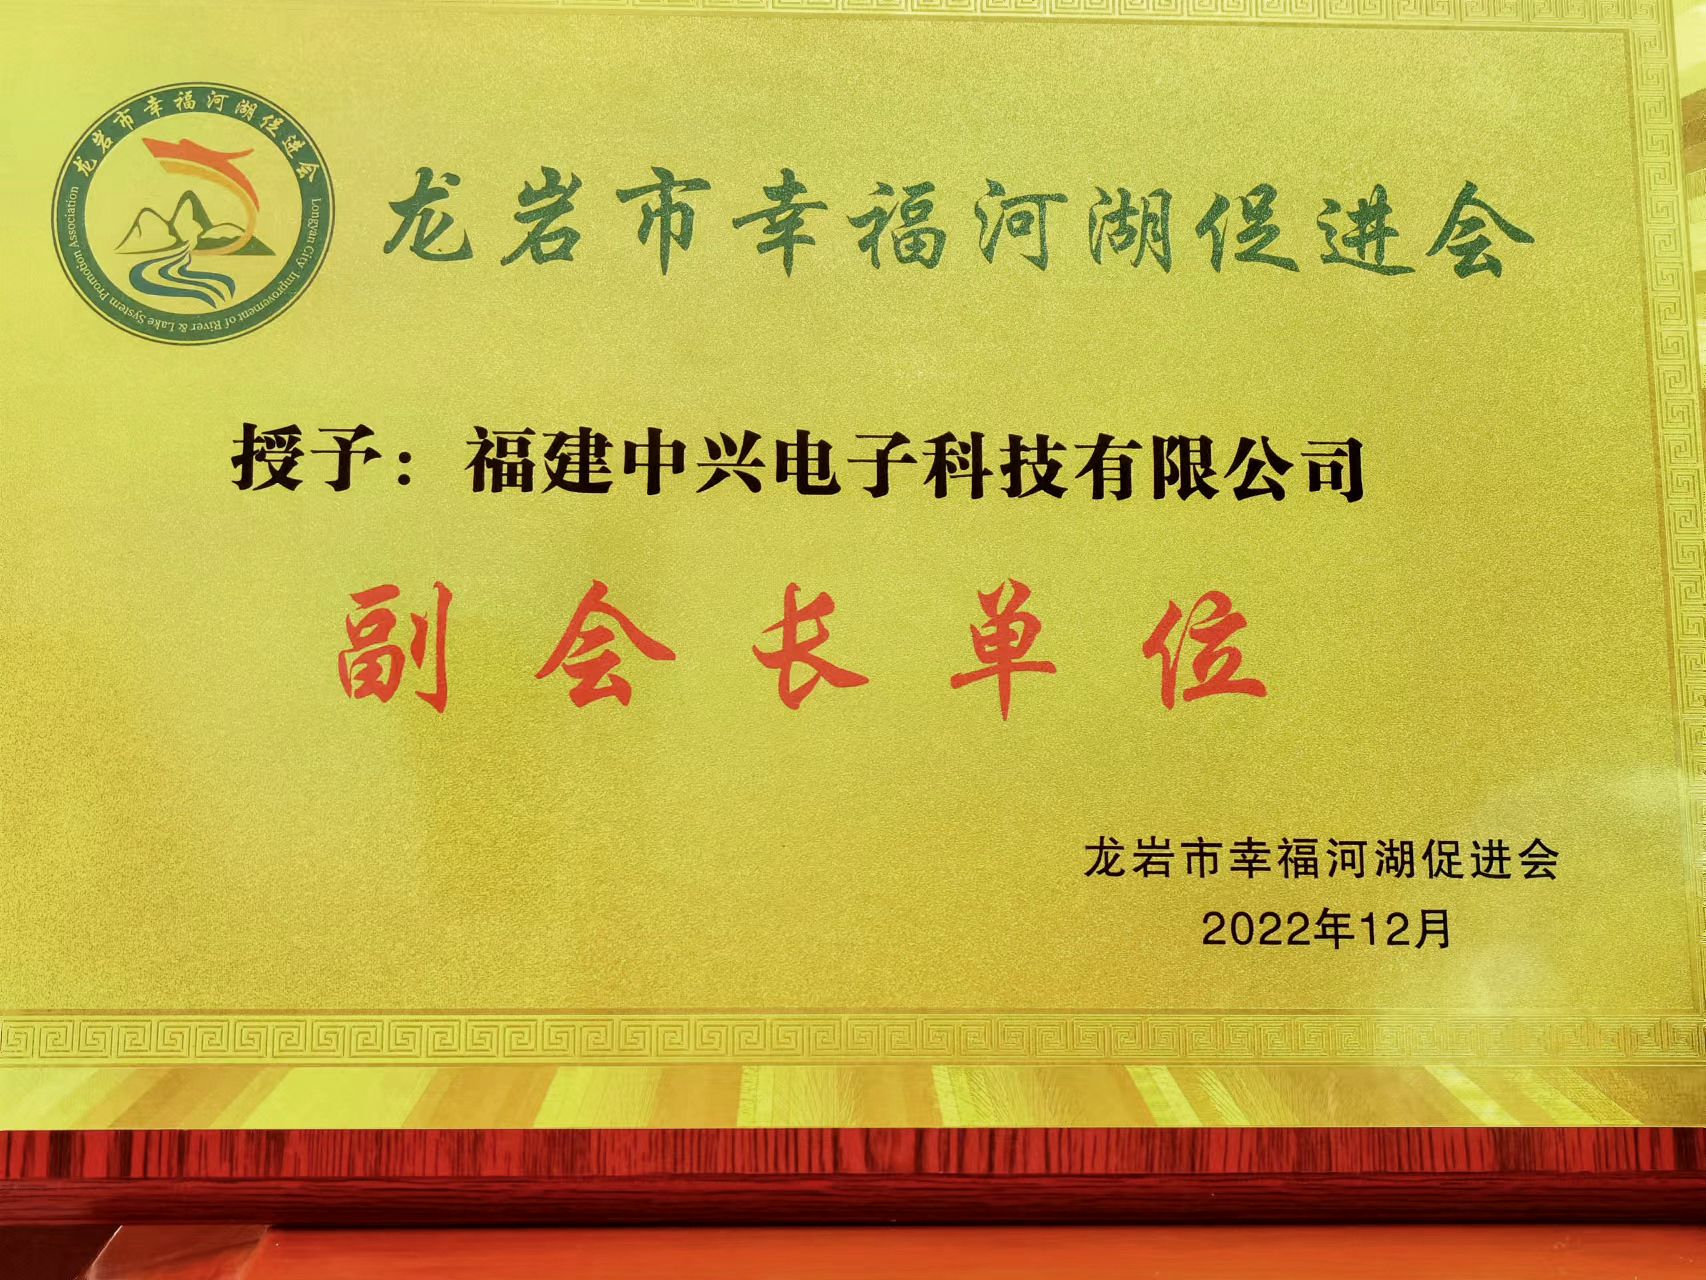 龙岩市幸福河湖促进会
Longyan City Improvement of River & Lake System Promotion Association
龙岩市幸福河湖促进会
授予：福建中兴电子科技有限公司
副会长单位
龙岩市幸福河湖促进会
2022年12月